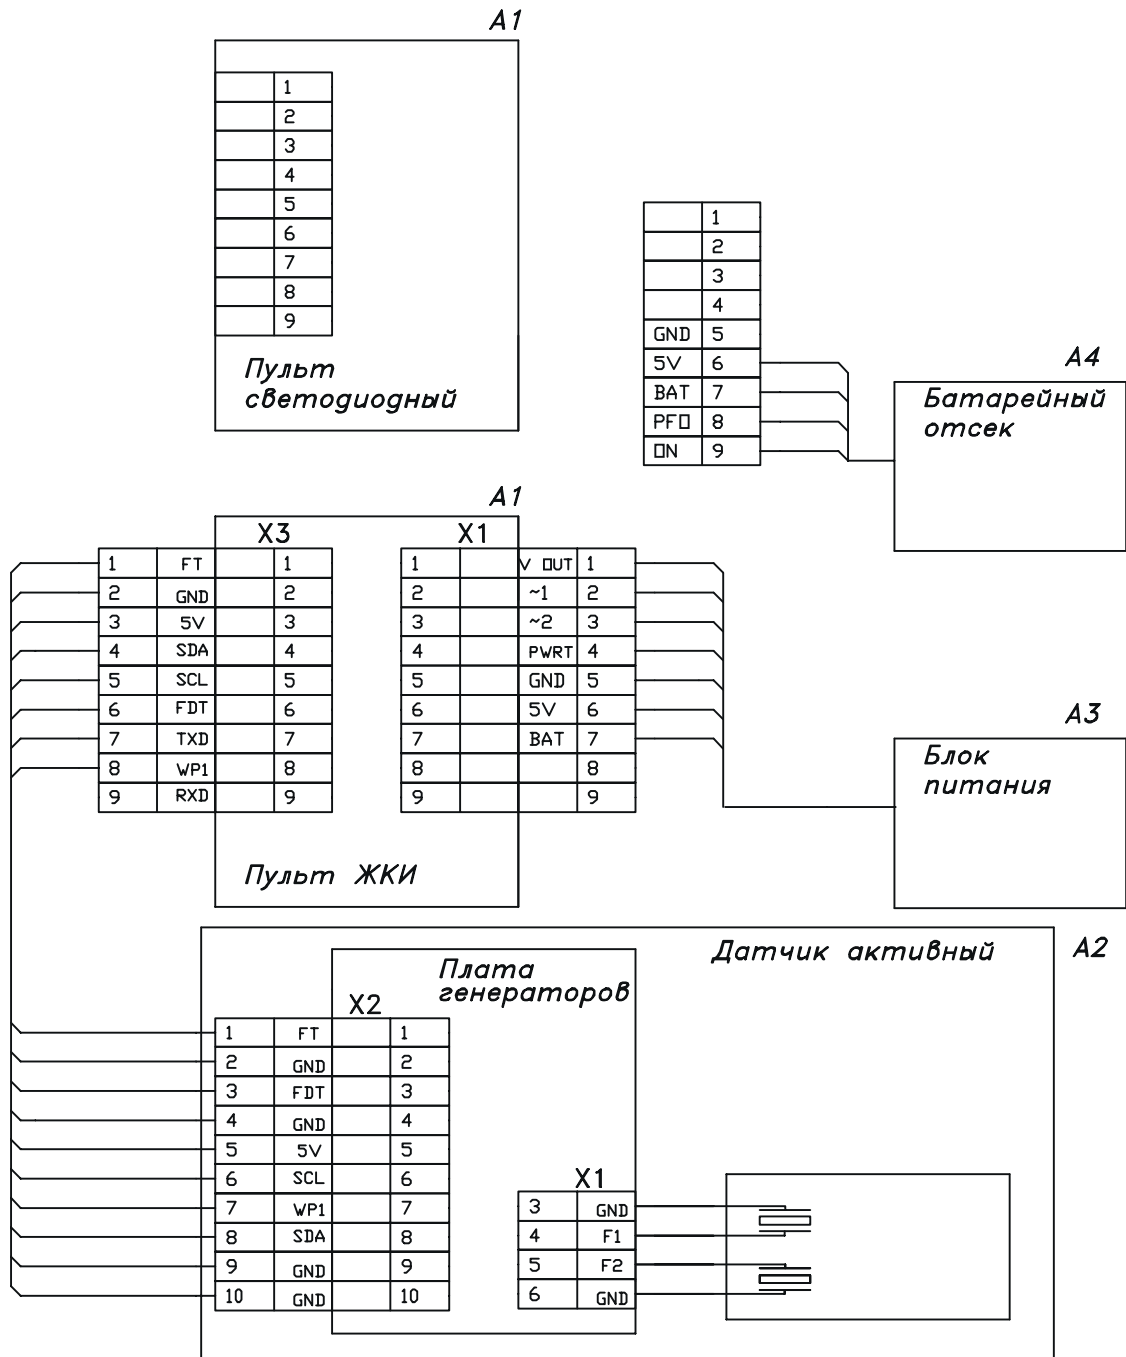 A1
1
2
3
4
5
6
7
8
9
Пульт
светодиодный
1
2
3
4
GND 5
5V 6
BAT 7
PFO 8
ON 9
A4
Батарейный
отсек
A1
X3 X1
1 FT 1
2 GND 2
3 5V 3
4 SDA 4
5 SCL 5
6 FDT 6
7 TXD 7
8 WP1 8
9 RXD 9
1 V OUT 1
2 ~1 2
3 ~2 3
4 PWRT 4
5 GND 5
6 5V 6
7 BAT 7
8 8
9 9
Пульт ЖКИ
A3
Блок
питания
Датчик активный
A2
Плата
генераторов
X2
1 FT 1
2 GND 2
3 FDT 3
4 GND 4
5 5V 5
6 SCL 6
7 WP1 7
8 SDA 8
9 GND 9
10 GND 10
X1
3 GND
4 F1
5 F2
6 GND